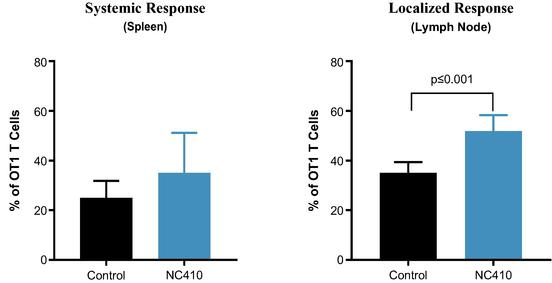 Systemic Response
(Spleen)
% of OT1 T Cells
80
60
40
20
0
Control
NC410
Localized Response
(Lymph Node)
% of OT1 T Cells
80
60
40
20
0
p≤0.001
Control
NC410